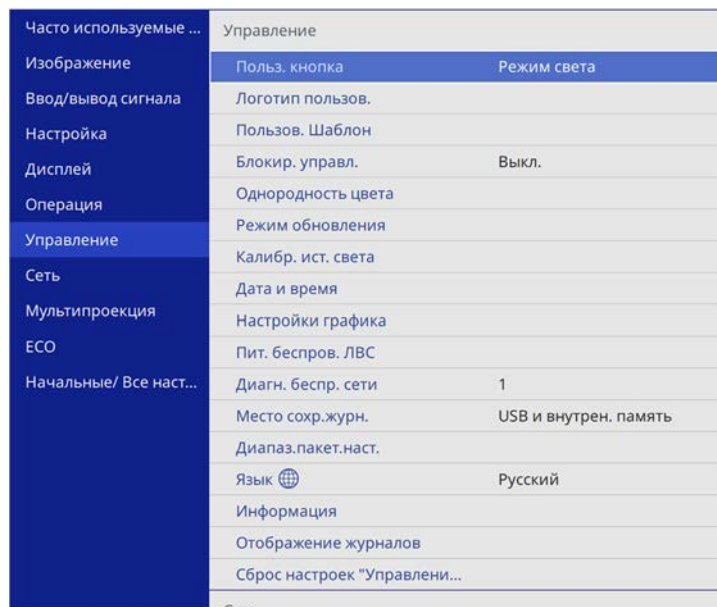 Часто используемые ...
Изображение
Ввод/вывод сигнала
Настройка
Дисплей
Операция
Управление
Сеть
Мультипроекция
ECO
Начальные/ Все наст...
Управление
Польз. кнопка Режим света
Логотип пользов.
Пользов. Шаблон
Блокир. управл. Выкл.
Однородность цвета
Режим обновления
Калибр. ист. света
Дата и время
Настройки графика
Пит. беспров. ЛВС
Диагн. беспр. сети 1
Место сохр.журн. USB и внутрен. память
Диапаз.пакет.наст.
Язык Русский
Информация
Отображение журналов
Сброс настроек "Управлени...